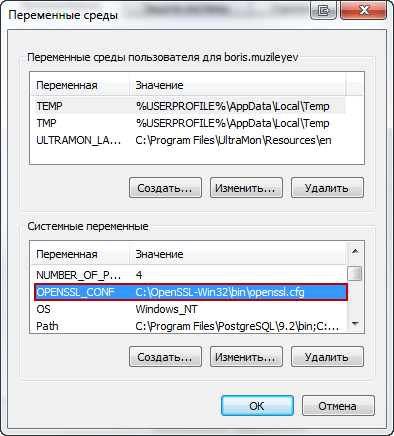 Переменные среды
Переменные среды пользователя для boris.muzileyev
Переменная Значение
TEMP %USERPROFILE%\AppData\Local\Temp
TMP %USERPROFILE%\AppData\Local\Temp
ULTRAMON_LA... C:\Program Files\UltraMon\Resources\en
Создать... Изменить... Удалить
Системные переменные
Переменная Значение
NUMBER_OF_P... 4
OPENSSL_CONF C:\OpenSSL-Win32\bin\openssl.cfg
OS Windows_NT
Path C:\Program Files\PostgreSQL\9.2\bin;C:...
Создать... Изменить... Удалить
OK Отмена